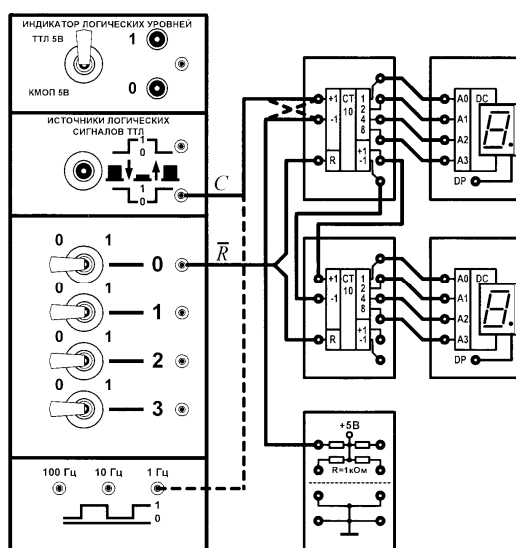 ИНДИКАТОР ЛОГИЧЕСКИХ УРОВНЕЙ
ТТЛ 5В
1
КМОП 5В
0
ИСТОЧНИКИ ЛОГИЧЕСКИХ
СИГНАЛОВ ТТЛ
1
0
1
0
C
0 1
0
R̅
0 1
1
0 1
2
0 1
3
100 Гц 10 Гц 1 Гц
1
0
+1 CT 1
-1 10 2
4
8
R +1
-1
A0 DC
A1
A2
A3
DP
+1 CT 1
-1 10 2
4
8
R +1
-1
A0 DC
A1
A2
A3
DP
+5В
R=1кОм